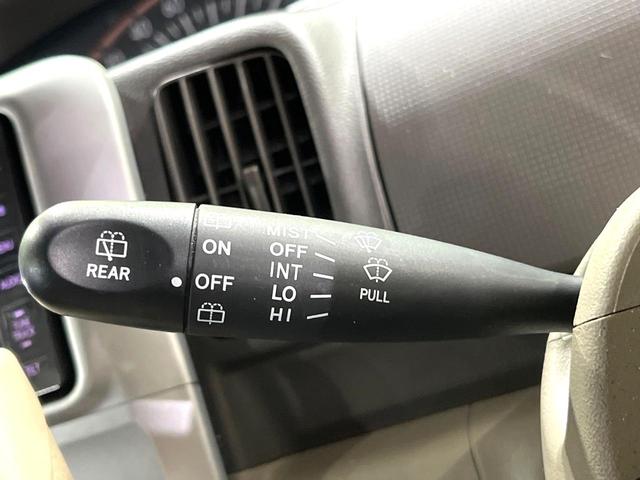 REAR
ON
OFF
MIST
OFF
INT
LO
HI
PULL